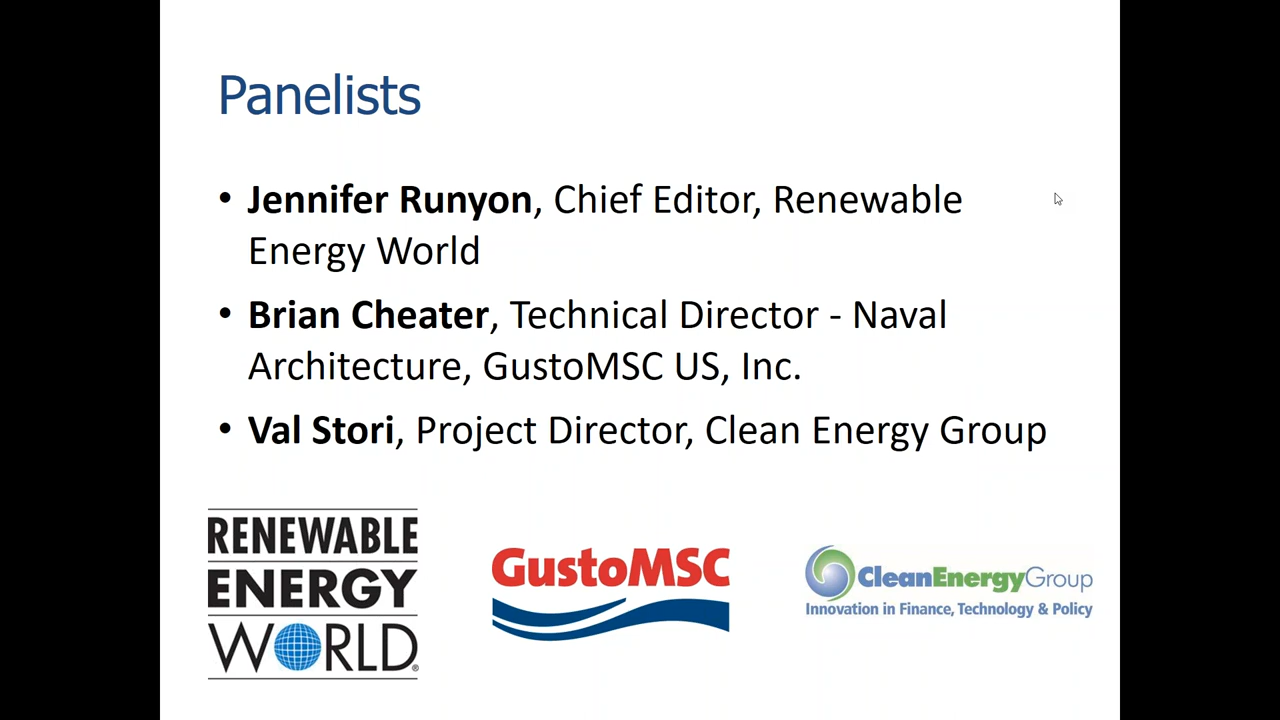 Panelists
• Jennifer Runyon, Chief Editor, Renewable
Energy World
• Brian Cheater, Technical Director - Naval
Architecture, GustoMSC US, Inc.
• Val Stori, Project Director, Clean Energy Group
RENEWABLE
ENERGY
WORLD®
GustoMSC
CleanEnergyGroup
Innovation in Finance, Technology & Policy